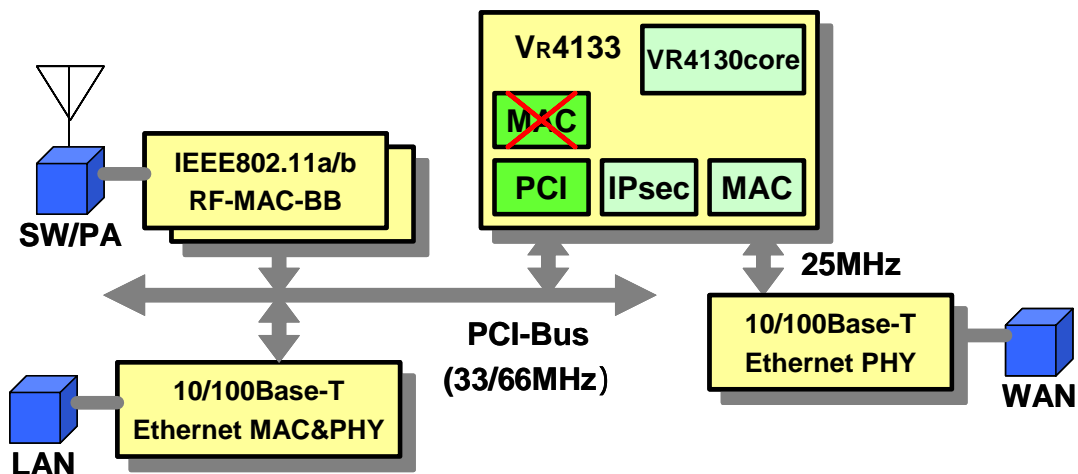 VR4133
VR4130core
MAC
PCI
IPsec
MAC
IEEE802.11a/b
RF-MAC-BB
SW/PA
25MHz
PCI-Bus
(33/66MHz)
10/100Base-T
Ethernet PHY
WAN
10/100Base-T
Ethernet MAC&PHY
LAN